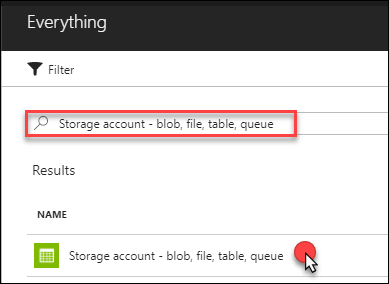 Everything
Filter
Storage account - blob, file, table, queue
Results
NAME
Storage account - blob, file, table, queue